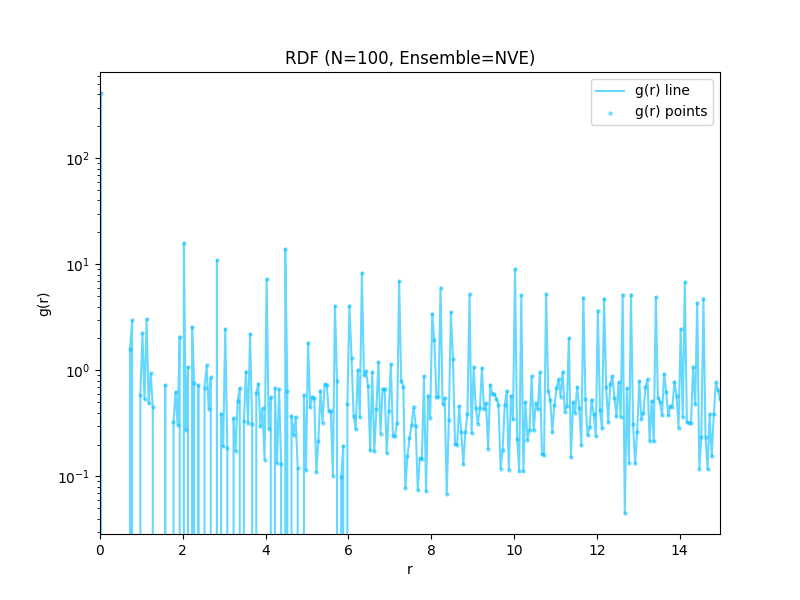 RDF (N=100, Ensemble=NVE)
g(r) line
g(r) points
g(r)
10²
10¹
10⁰
10⁻¹
0 2 4 6 8 10 12 14
r